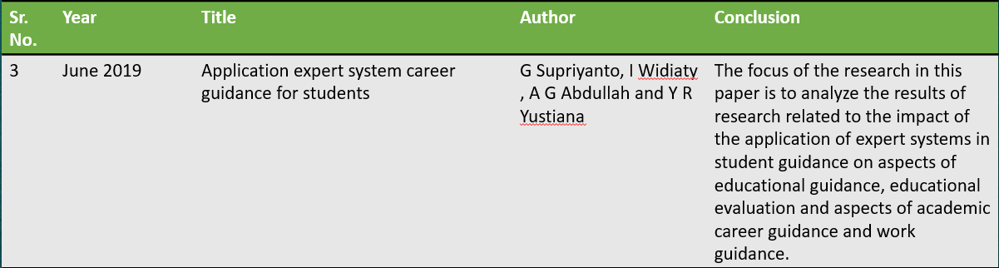 Sr.
No.
Year
Title
Author
Conclusion
3
June 2019
Application expert system career
guidance for students
G Supriyanto, I Widiaty
, A G Abdullah and Y R
Yustiana
The focus of the research in this
paper is to analyze the results of
research related to the impact of
the application of expert systems in
student guidance on aspects of
educational guidance, educational
evaluation and aspects of academic
career guidance and work
guidance.